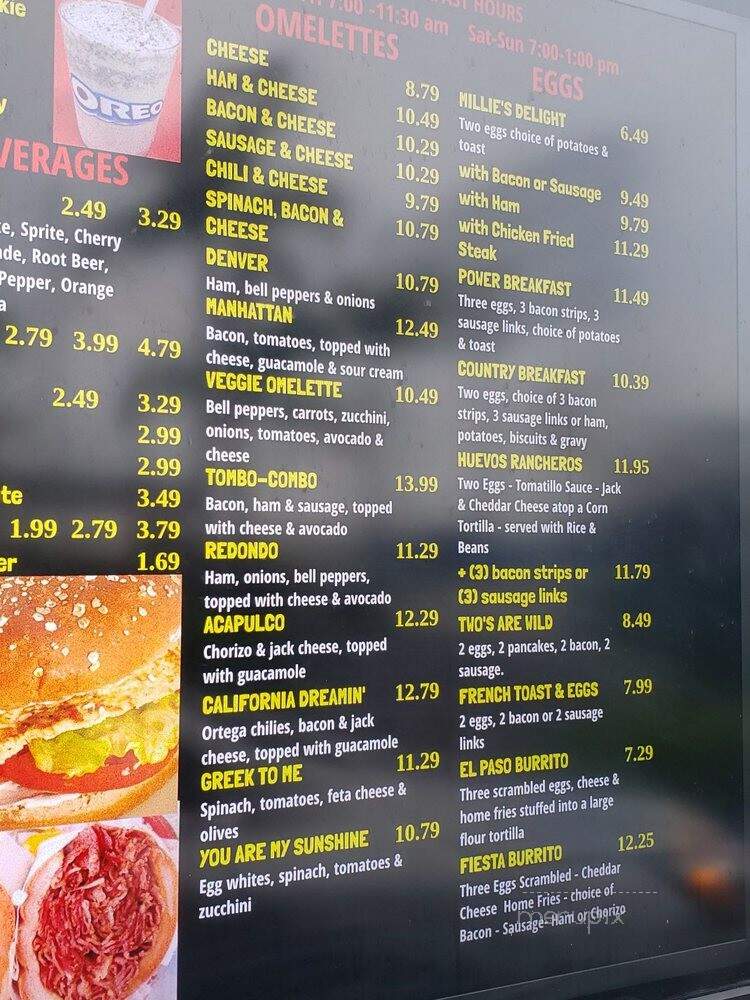 kie
y
OREO
VERAGES
2.49 3.29
ke, Sprite, Cherry
ade, Root Beer,
Pepper, Orange
a
2.79 3.99 4.79
2.49 3.29
2.99
2.99
te 3.49
1.99 2.79 3.79
er 1.69
FAST HOURS
7:00 -11:30 am Sat-Sun 7:00-1:00 pm
OMELETTES
CHEESE 8.79
HAM & CHEESE 10.49
BACON & CHEESE 10.29
SAUSAGE & CHEESE 10.29
CHILI & CHEESE 9.79
SPINACH, BACON & 10.79
CHEESE
DENVER 10.79
Ham, bell peppers & onions
MANHATTAN 12.49
Bacon, tomatoes, topped with
cheese, guacamole & sour cream
VEGGIE OMELETTE 10.49
Bell peppers, carrots, zucchini,
onions, tomatoes, avocado &
cheese
TOMBO-COMBO 13.99
Bacon, ham & sausage, topped
with cheese & avocado
REDONDO 11.29
Ham, onions, bell peppers,
topped with cheese & avocado
ACAPULCO 12.29
Chorizo & jack cheese, topped
with guacamole
CALIFORNIA DREAMIN' 12.79
Ortega chilies, bacon & jack
cheese, topped with guacamole
GREEK TO ME 11.29
Spinach, tomatoes, feta cheese &
olives
YOU ARE MY SUNSHINE 10.79
Egg whites, spinach, tomatoes &
zucchini
EGGS
MILLIE'S DELIGHT 6.49
Two eggs choice of potatoes &
toast
with Bacon or Sausage 9.49
with Ham 9.79
with Chicken Fried 11.29
Steak
POWER BREAKFAST 11.49
Three eggs, 3 bacon strips, 3
sausage links, choice of potatoes
& toast
COUNTRY BREAKFAST 10.39
Two eggs, choice of 3 bacon
strips, 3 sausage links or ham,
potatoes, biscuits & gravy
HUEVOS RANCHEROS 11.95
Two Eggs - Tomatillo Sauce - Jack
& Cheddar Cheese atop a Corn
Tortilla - served with Rice &
Beans
+ (3) bacon strips or 11.79
(3) sausage links
TWO'S ARE WILD 8.49
2 eggs, 2 pancakes, 2 bacon, 2
sausage.
FRENCH TOAST & EGGS 7.99
2 eggs, 2 bacon or 2 sausage
links
EL PASO BURRITO 7.29
Three scrambled eggs, cheese &
home fries stuffed into a large
flour tortilla
FIESTA BURRITO 12.25
Three Eggs Scrambled - Cheddar
Cheese Home Fries - choice of
Bacon - Sausage- Ham or Chorizo
menupix